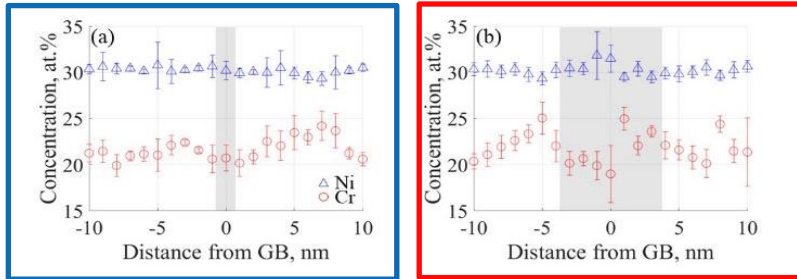 (a)
Concentration, at.%
35
30
25
20
15
-10 -5 0 5 10
Distance from GB, nm
Ni
Cr
(b)
Concentration, at.%
35
30
25
20
15
-10 -5 0 5 10
Distance from GB, nm